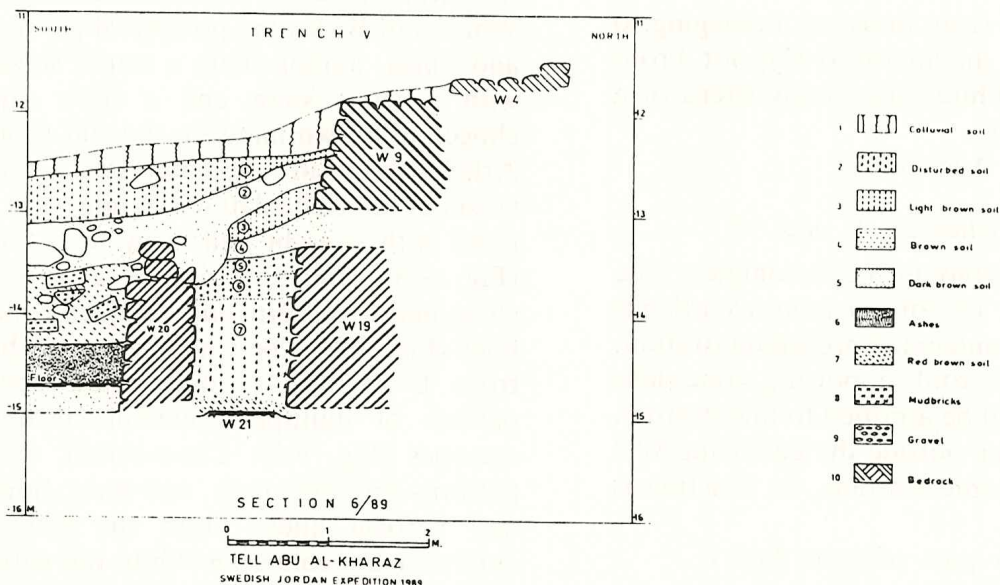 -11
11
SOUTH
TRENCH V
NORTH
W 4
-12
-12
W 9
1
2
-13
-13
3
4
5
6
-14
-14
7
W 20
W 19
Floor
-15
-15
W 21
-16 M.
-16
SECTION 6/89
0 1 2 M.
TELL ABU AL-KHARAZ
SWEDISH JORDAN EXPEDITION 1989
1 Colluvial soil
2 Disturbed soil
3 Light brown soil
4 Brown soil
5 Dark brown soil
6 Ashes
7 Red brown soil
8 Mudbricks
9 Gravel
10 Bedrock